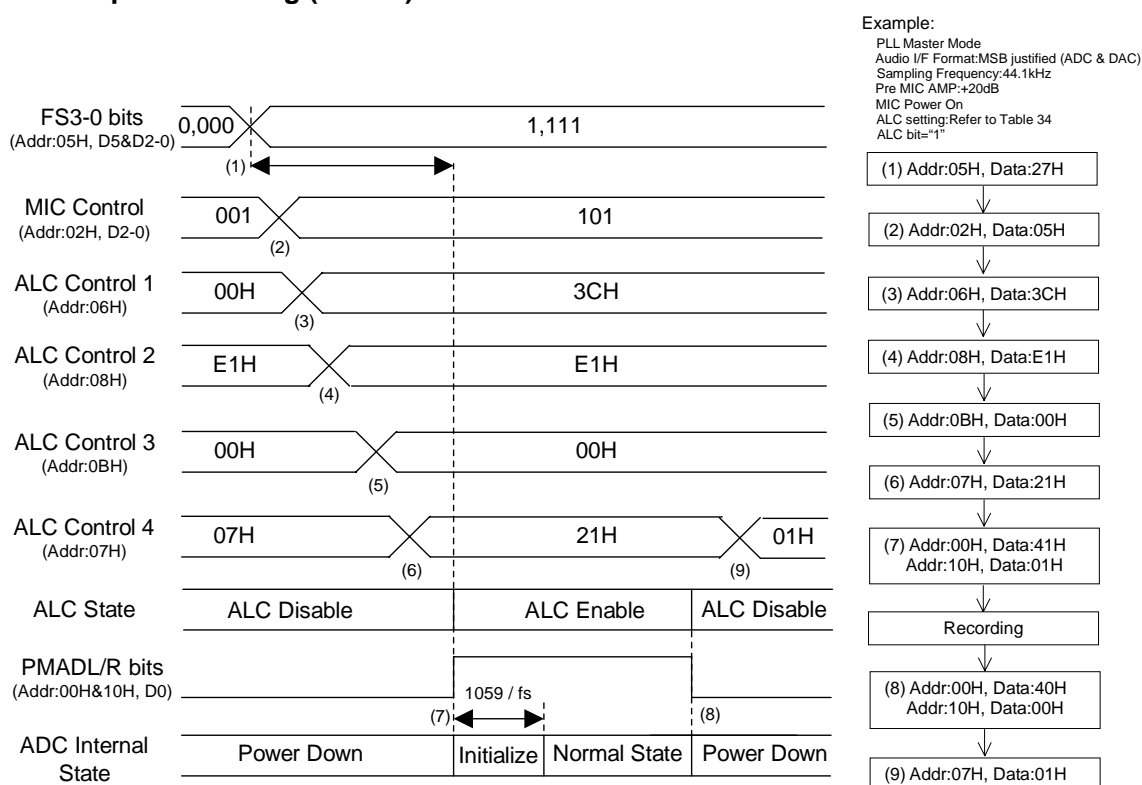 Example:
PLL Master Mode
Audio I/F Format:MSB justified (ADC & DAC)
Sampling Frequency:44.1kHz
Pre MIC AMP:+20dB
MIC Power On
ALC setting:Refer to Table 34
ALC bit=“1”
FS3-0 bits
(Addr:05H, D5&D2-0)
0,000
1,111
(1)
MIC Control
(Addr:02H, D2-0)
001
101
(2)
ALC Control 1
(Addr:06H)
00H
3CH
(3)
ALC Control 2
(Addr:08H)
E1H
E1H
(4)
ALC Control 3
(Addr:0BH)
00H
00H
(5)
ALC Control 4
(Addr:07H)
07H
21H
01H
(6)
(9)
ALC State
ALC Disable
ALC Enable
ALC Disable
PMADL/R bits
(Addr:00H&10H, D0)
1059 / fs
(7)
(8)
ADC Internal
State
Power Down
Initialize
Normal State
Power Down
(1) Addr:05H, Data:27H
(2) Addr:02H, Data:05H
(3) Addr:06H, Data:3CH
(4) Addr:08H, Data:E1H
(5) Addr:0BH, Data:00H
(6) Addr:07H, Data:21H
(7) Addr:00H, Data:41H
Addr:10H, Data:01H
Recording
(8) Addr:00H, Data:40H
Addr:10H, Data:00H
(9) Addr:07H, Data:01H